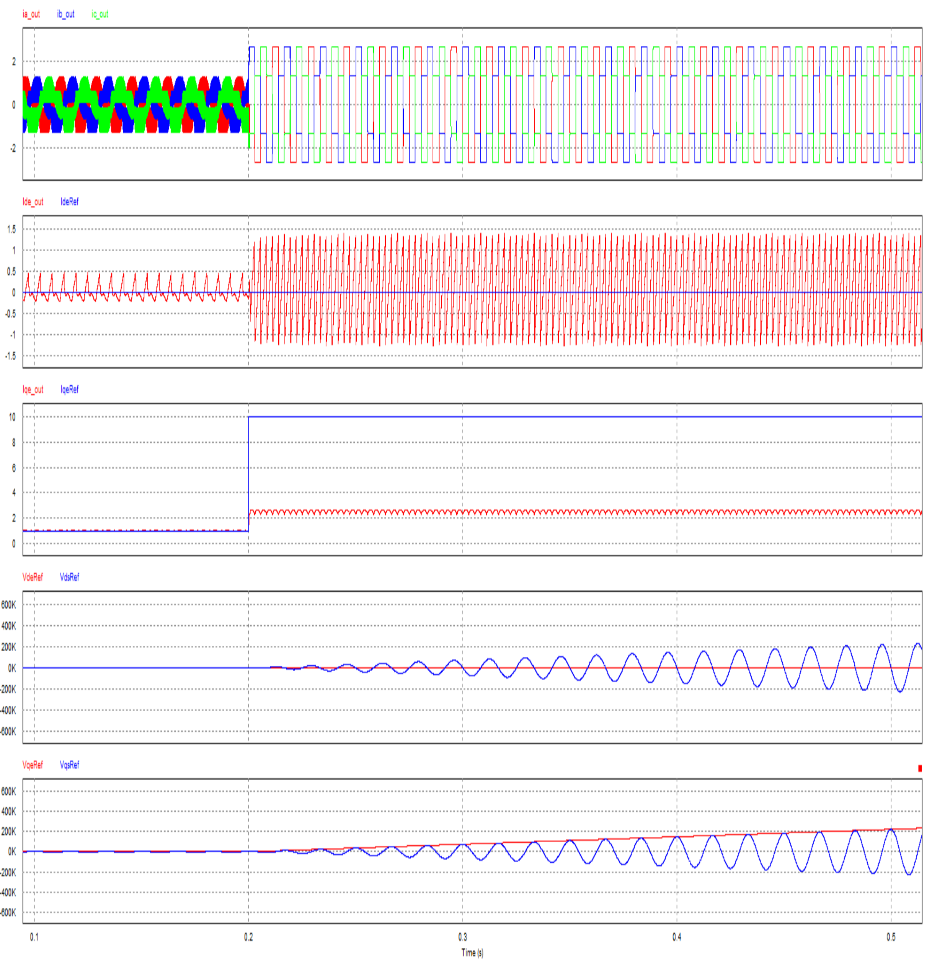 ia_out ib_out ic_out
2
0
-2
Ide_out IdeRef
1.5
1
0.5
0
-0.5
-1
-1.5
Iqe_out IqeRef
10
8
6
4
2
0
VdeRef VdsRef
600K
400K
200K
0K
-200K
-400K
-600K
VqeRef VqsRef
600K
400K
200K
0K
-200K
-400K
-600K
0.1 0.2 0.3 0.4 0.5
Time (s)